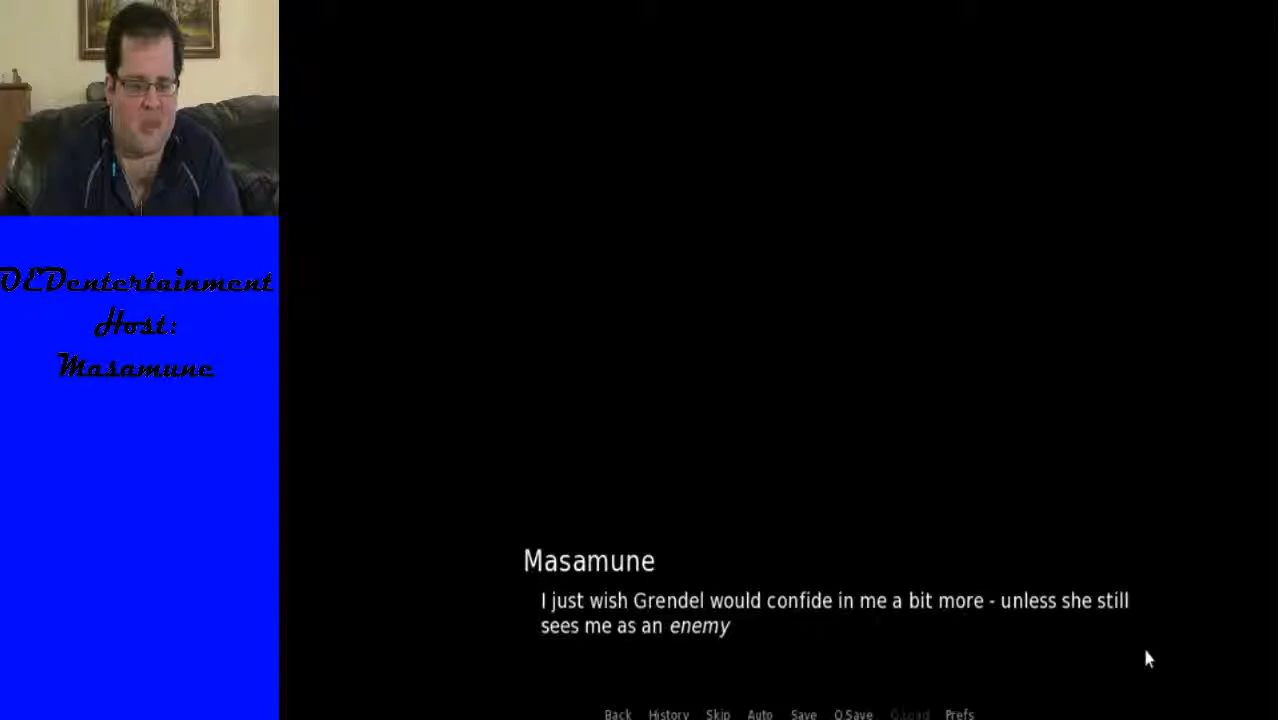 OEDentertainment
Host:
Masamune
Masamune
I just wish Grendel would confide in me a bit more - unless she still
sees me as an enemy
Back History Skip Auto Save Q.Save Q.Load Prefs